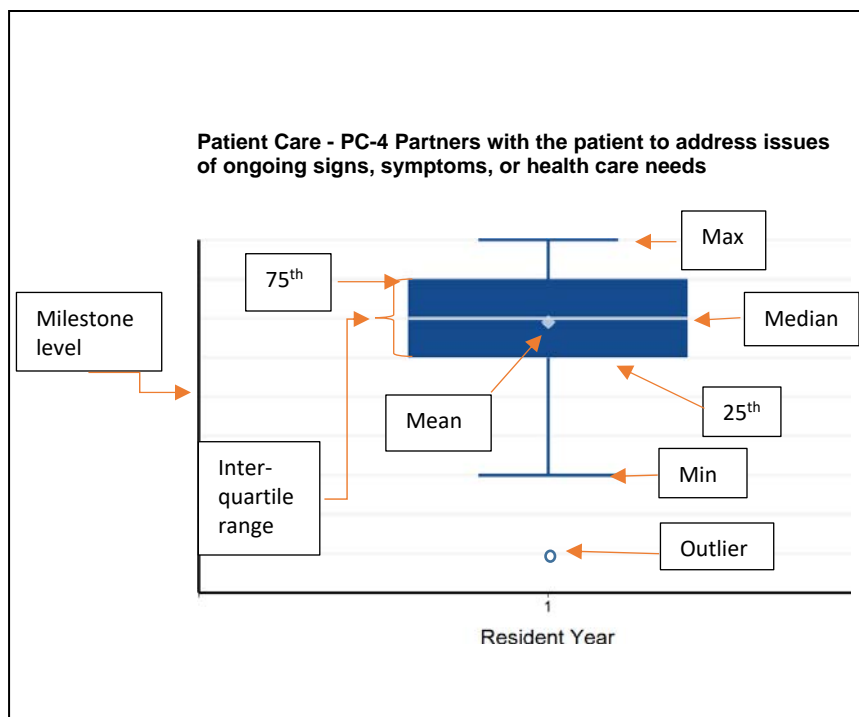 Patient Care - PC-4 Partners with the patient to address issues
of ongoing signs, symptoms, or health care needs
Max
75th
Milestone
level
Median
Mean
25th
Inter-
quartile
range
Min
Outlier
1
Resident Year